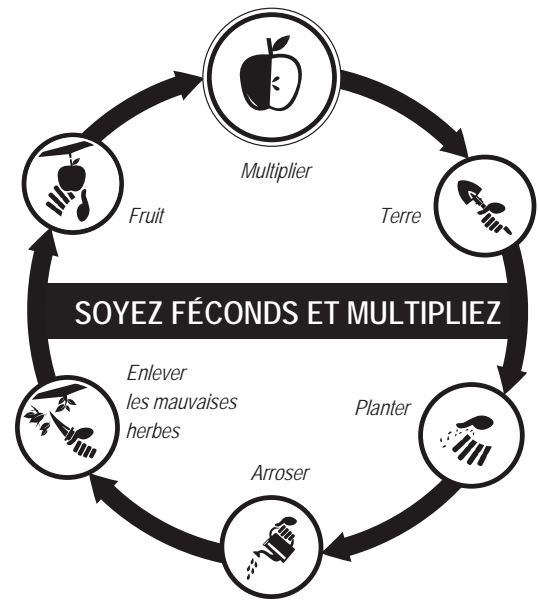 Multiplier
Fruit
Terre
SOYEZ FÉCONDS ET MULTIPLIEZ
Enlever
les mauvaises
herbes
Planter
Arroser